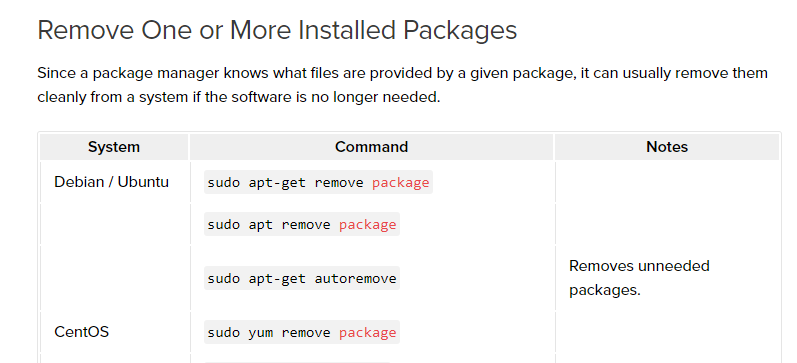 Remove One or More Installed Packages
Since a package manager knows what files are provided by a given package, it can usually remove them
cleanly from a system if the software is no longer needed.
System Command Notes
Debian / Ubuntu sudo apt-get remove package
sudo apt remove package
sudo apt-get autoremove Removes unneeded
packages.
CentOS sudo yum remove package